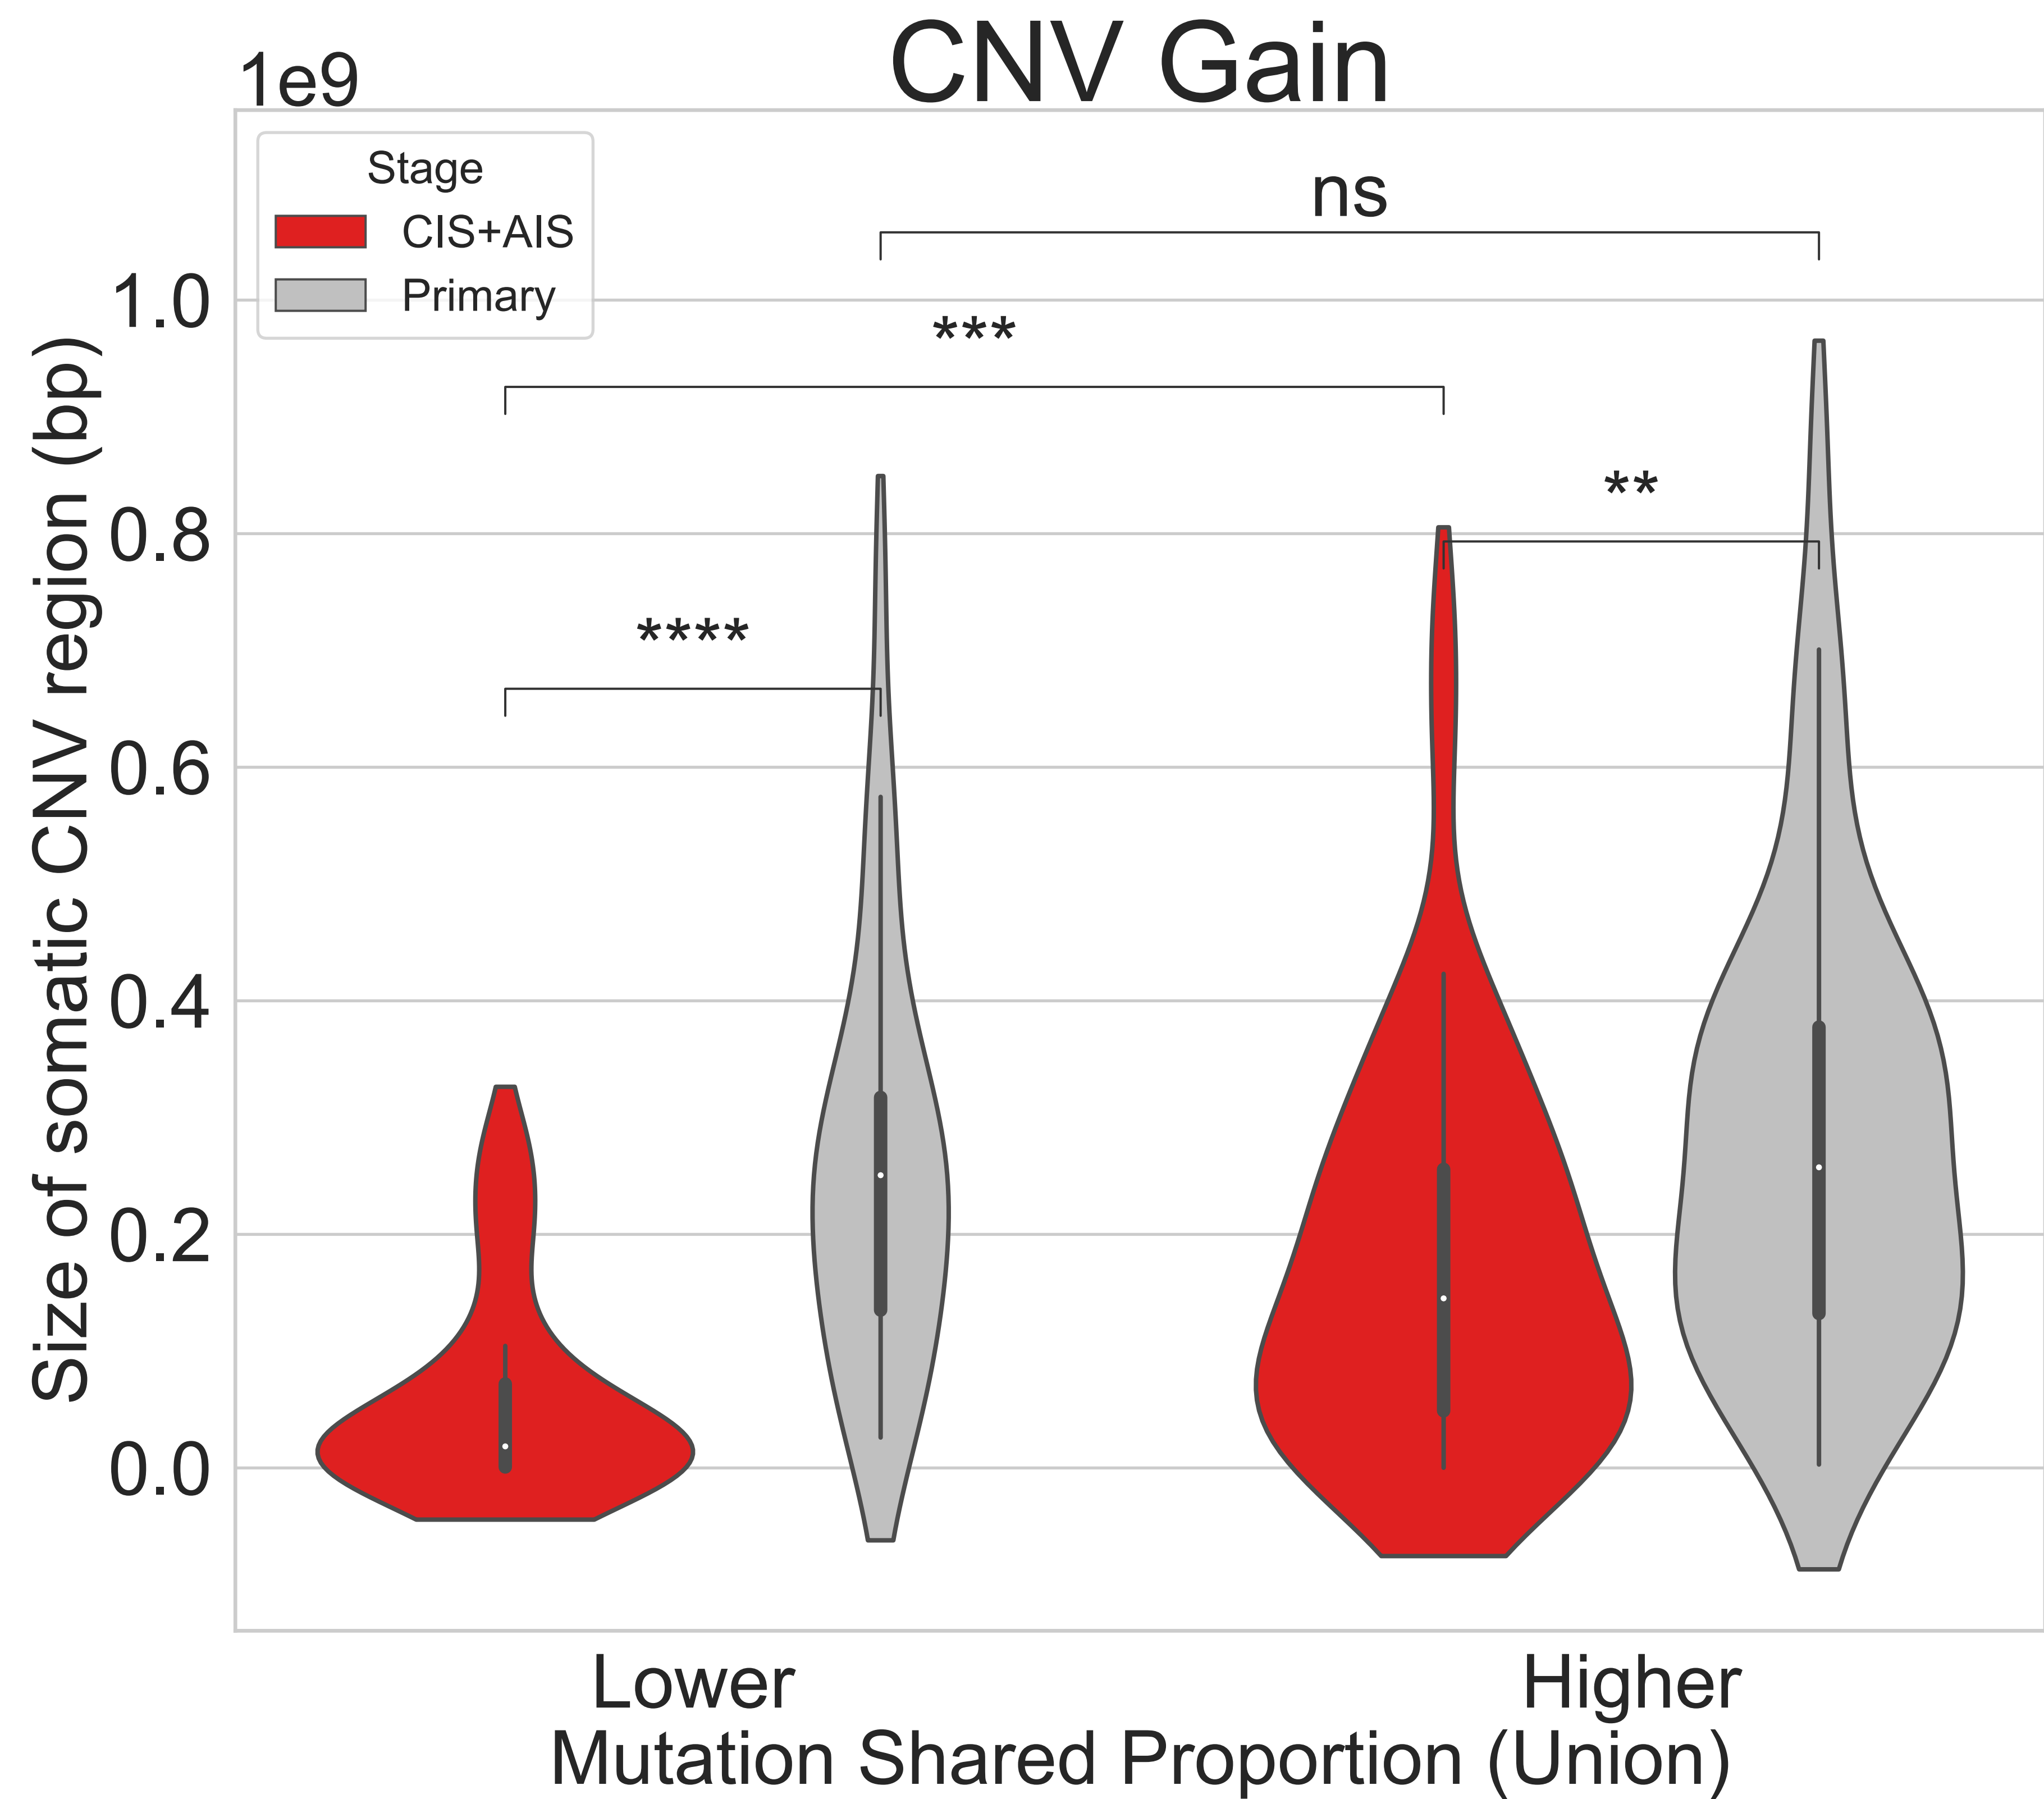 CNV Gain
1e9
Stage
CIS+AIS
Primary
ns
***
**
****
1.0
0.8
0.6
0.4
0.2
0.0
Size of somatic CNV region (bp)
Lower
Higher
Mutation Shared Proportion (Union)